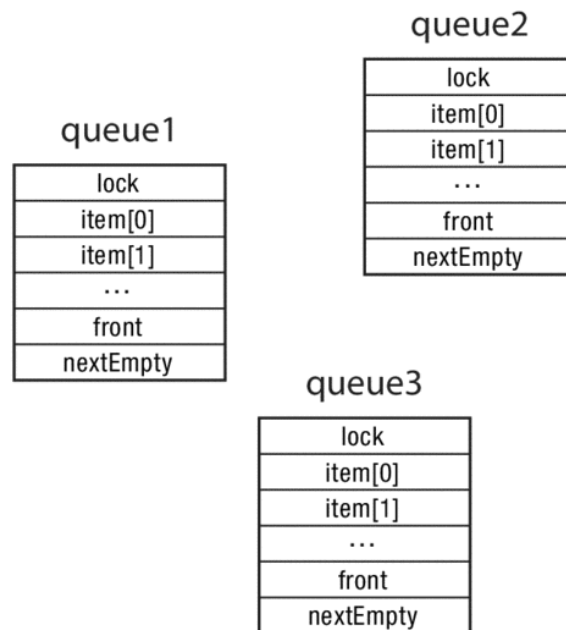 queue1
lock
item[0]
item[1]
...
front
nextEmpty
queue2
lock
item[0]
item[1]
...
front
nextEmpty
queue3
lock
item[0]
item[1]
...
front
nextEmpty